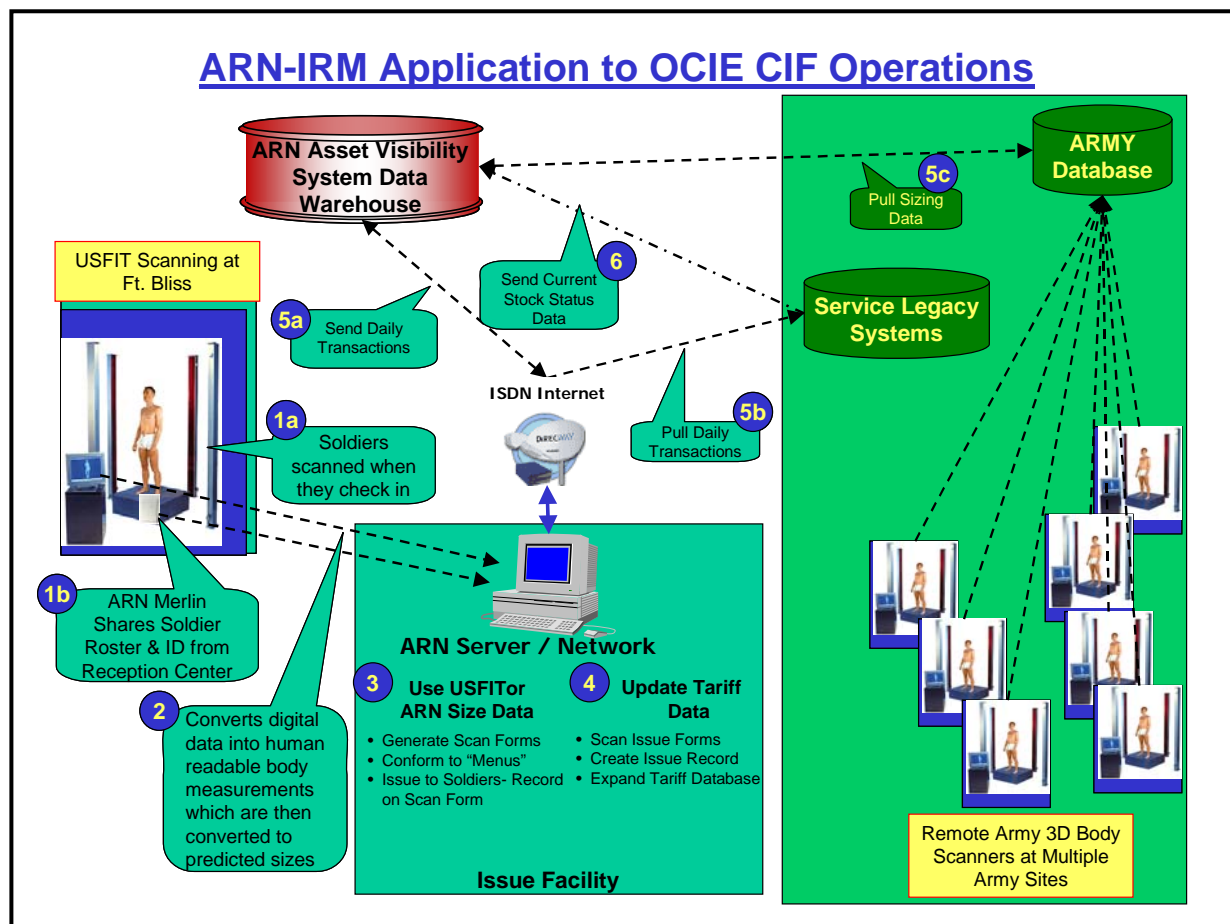 ARN-IRM Application to OCIE CIF Operations
ARN Asset Visibility
System Data
Warehouse
ARMY
Database
5c
Pull Sizing
Data
USFIT Scanning at
Ft. Bliss
6
Send Current
Stock Status
Data
Service Legacy
Systems
5a
Send Daily
Transactions
ISDN Internet
DIRECWAY
5b
Pull Daily
Transactions
1a
Soldiers
scanned when
they check in
1b
ARN Merlin
Shares Soldier
Roster & ID from
Reception Center
2
Converts digital
data into human
readable body
measurements
which are then
converted to
predicted sizes
ARN Server / Network
3
Use USFITor
ARN Size Data
• Generate Scan Forms
• Conform to “Menus”
• Issue to Soldiers- Record
on Scan Form
4
Update Tariff
Data
• Scan Issue Forms
• Create Issue Record
• Expand Tariff Database
Issue Facility
Remote Army 3D Body
Scanners at Multiple
Army Sites